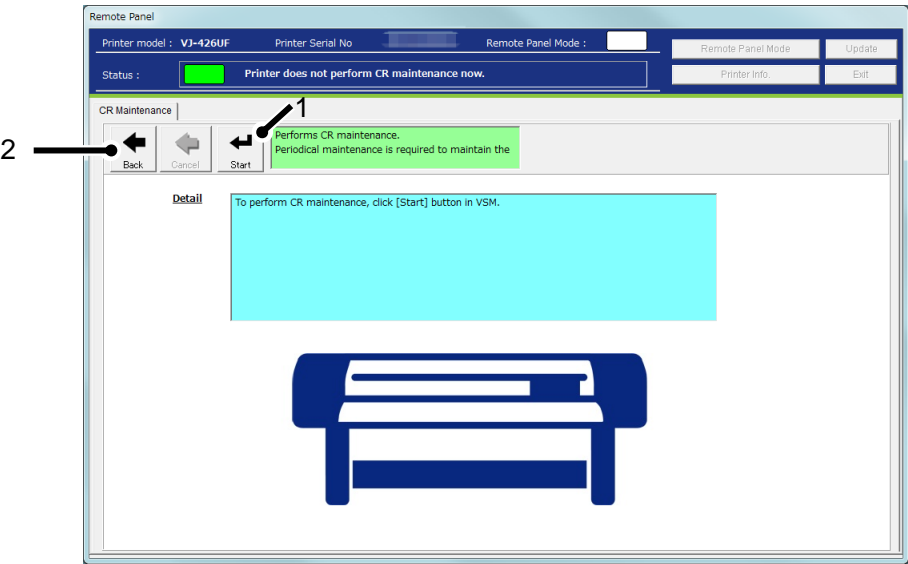 Remote Panel
Printer model : VJ-426UF Printer Serial No Remote Panel Mode :
Remote Panel Mode Update
Status : Printer does not perform CR maintenance now.
Printer Info. Exit
CR Maintenance
1
2
Back Cancel Start
Performs CR maintenance.
Periodical maintenance is required to maintain the
Detail
To perform CR maintenance, click [Start] button in VSM.